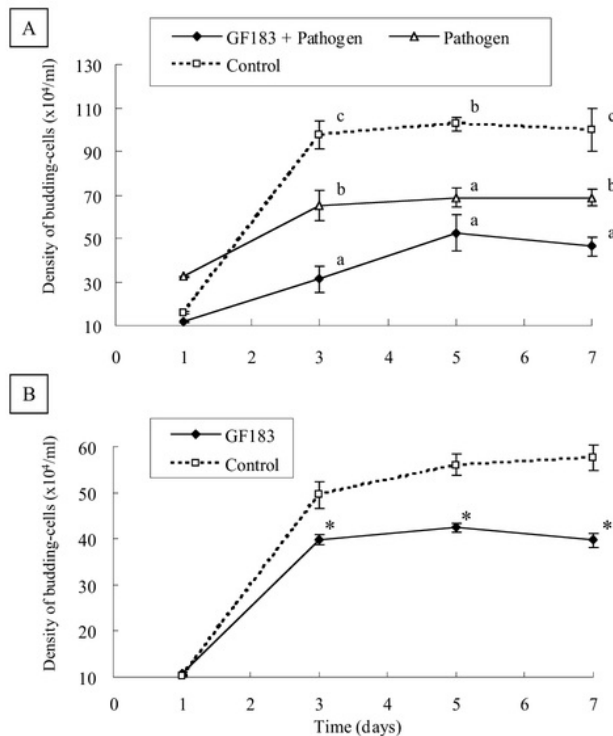 A
GF183 + Pathogen Pathogen
Control
Density of budding-cells (x10⁴/ml)
130
110
90
70
50
30
10
c b c
b a b
a a a
0 1 2 3 4 5 6 7
B
GF183
Control
Density of budding-cells (x10⁴/ml)
60
50
40
30
20
10
* * *
0 1 2 3 4 5 6 7
Time (days)